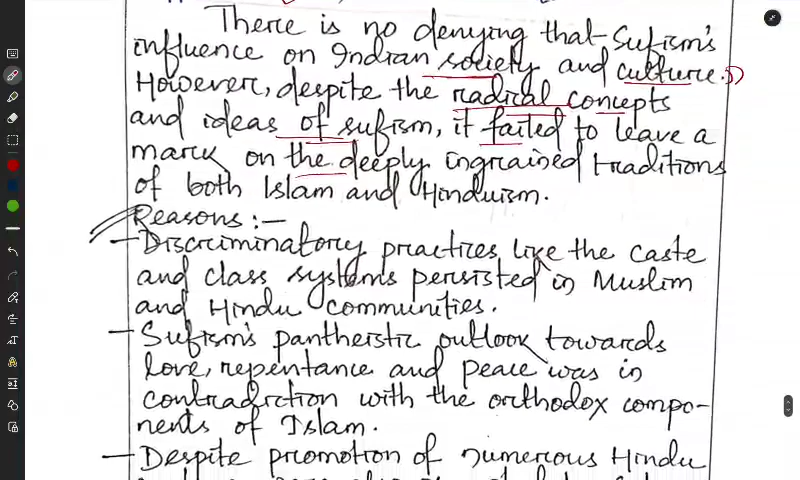 There is no denying that Sufism's
influence on Indian society and culture.
However, despite the radical concepts
and ideas of sufism, it failed to leave a
mark on the deeply ingrained traditions
of both Islam and Hinduism.
Reasons :-
- Discriminatory practices like the caste
and class systems persisted in Muslim
and Hindu communities.
- Sufism's pantheistic outlook towards
love, repentance and peace was in
contradiction with the orthodox compo-
nents of Islam.
- Despite promotion of numerous Hindu